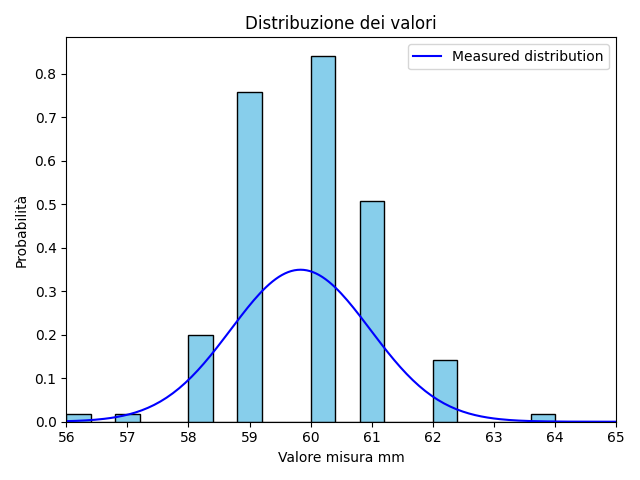 Distribuzione dei valori
Measured distribution
Probabilità
0.8
0.7
0.6
0.5
0.4
0.3
0.2
0.1
0.0
56 57 58 59 60 61 62 63 64 65
Valore misura mm